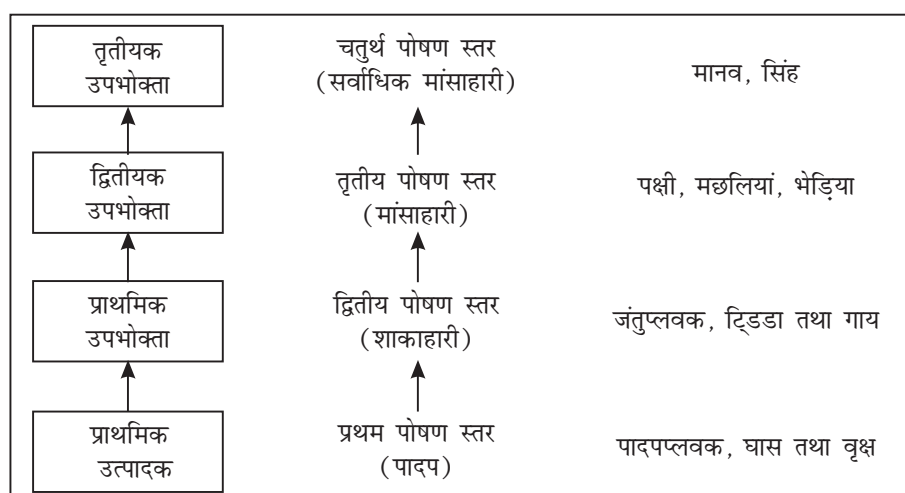 तृतीयक
उपभोक्ता
चतुर्थ पोषण स्तर
(सर्वाधिक मांसाहारी)
मानव, सिंह
द्वितीयक
उपभोक्ता
तृतीय पोषण स्तर
(मांसाहारी)
पक्षी, मछलियां, भेड़िया
प्राथमिक
उपभोक्ता
द्वितीय पोषण स्तर
(शाकाहारी)
जंतुप्लवक, टि्डडा तथा गाय
प्राथमिक
उत्पादक
प्रथम पोषण स्तर
(पादप)
पादपप्लवक, घास तथा वृक्ष